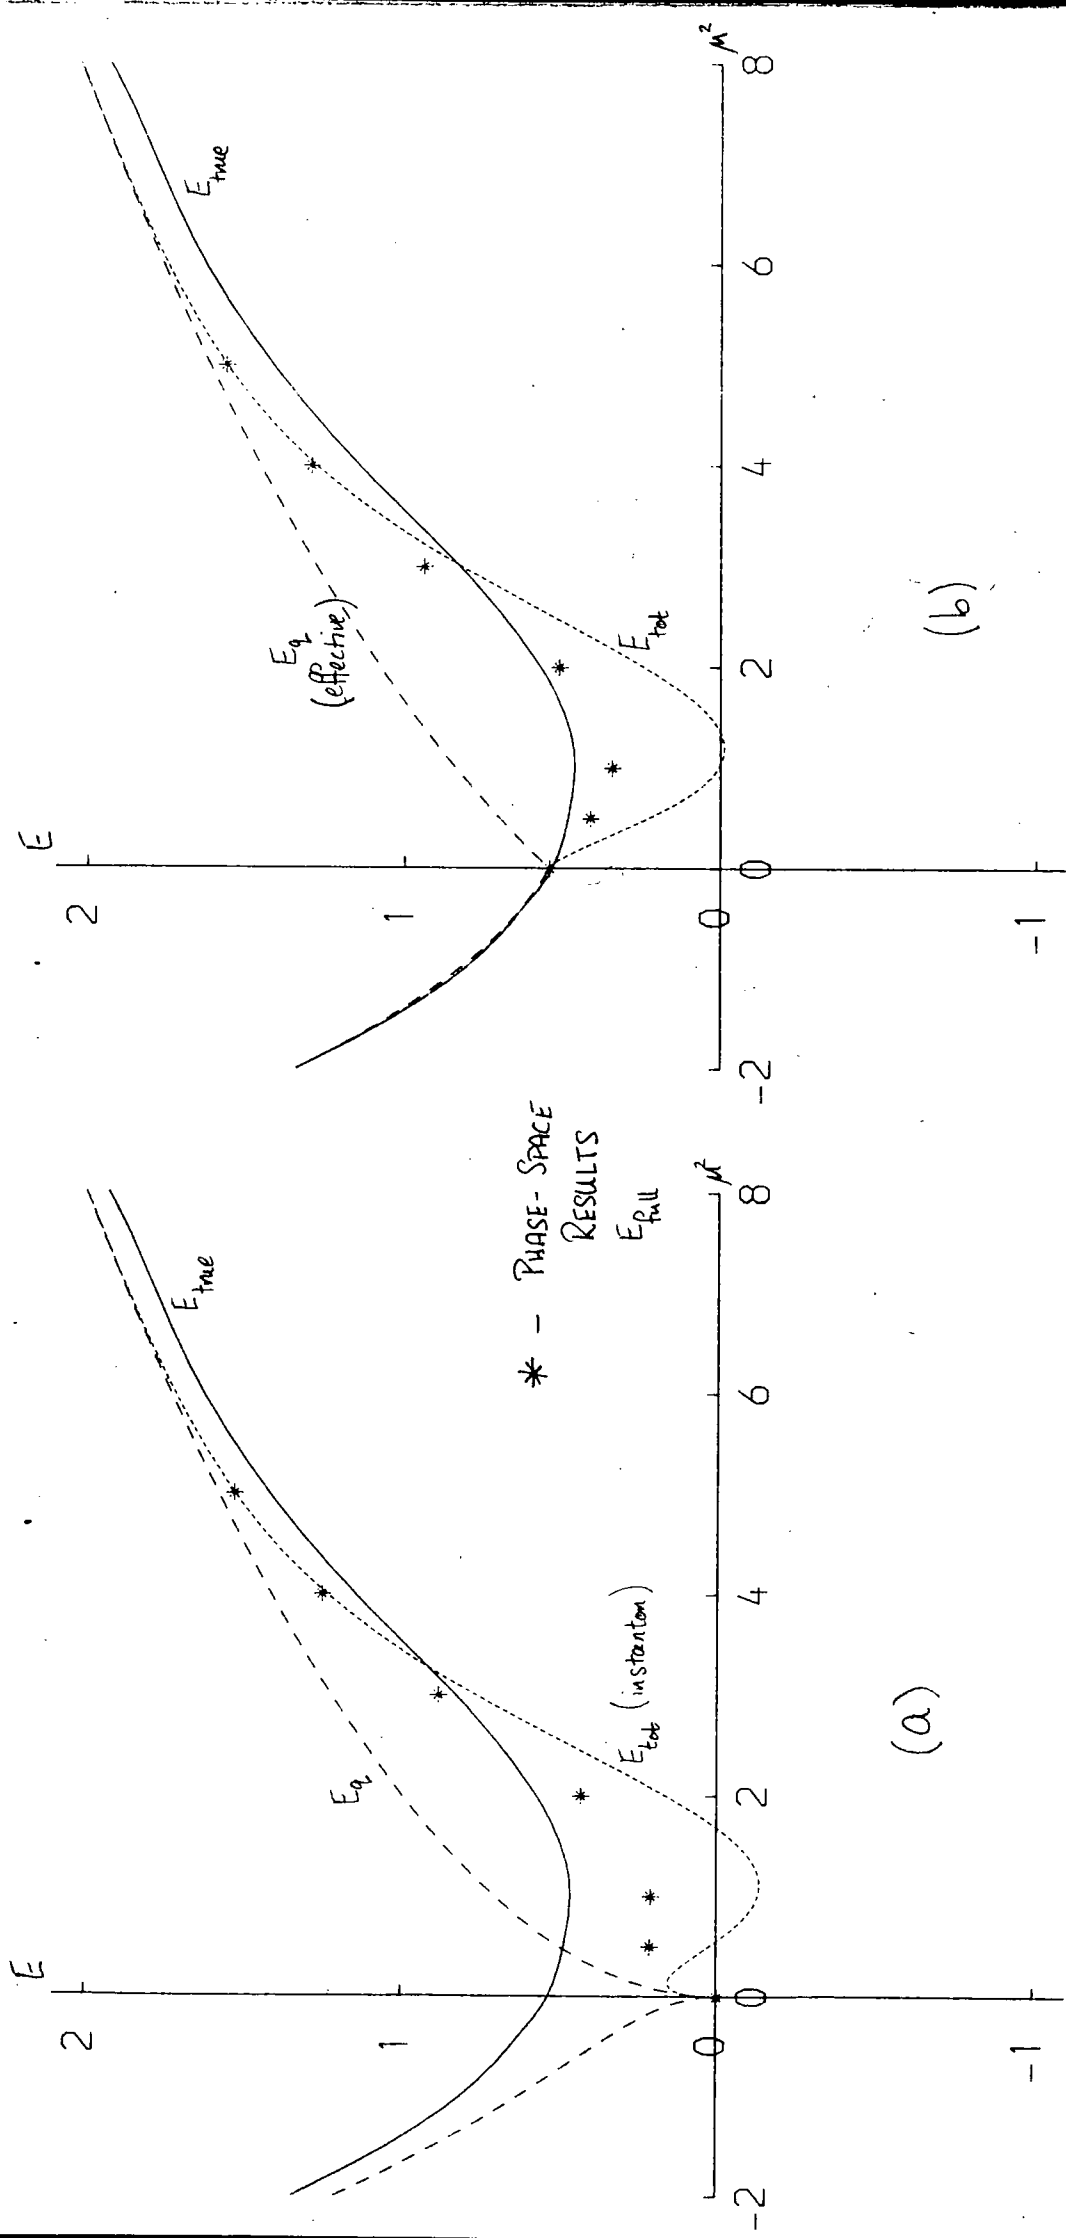 E
2
1
0
-1
-2
0
2
4
6
8
μ²
E_true
E_q
E_tot (instanton)
(a)
* - PHASE-SPACE
RESULTS
E_full
E
2
1
0
-1
-2
0
2
4
6
8
μ²
E_true
E_q
(effective)
E_tot
(b)